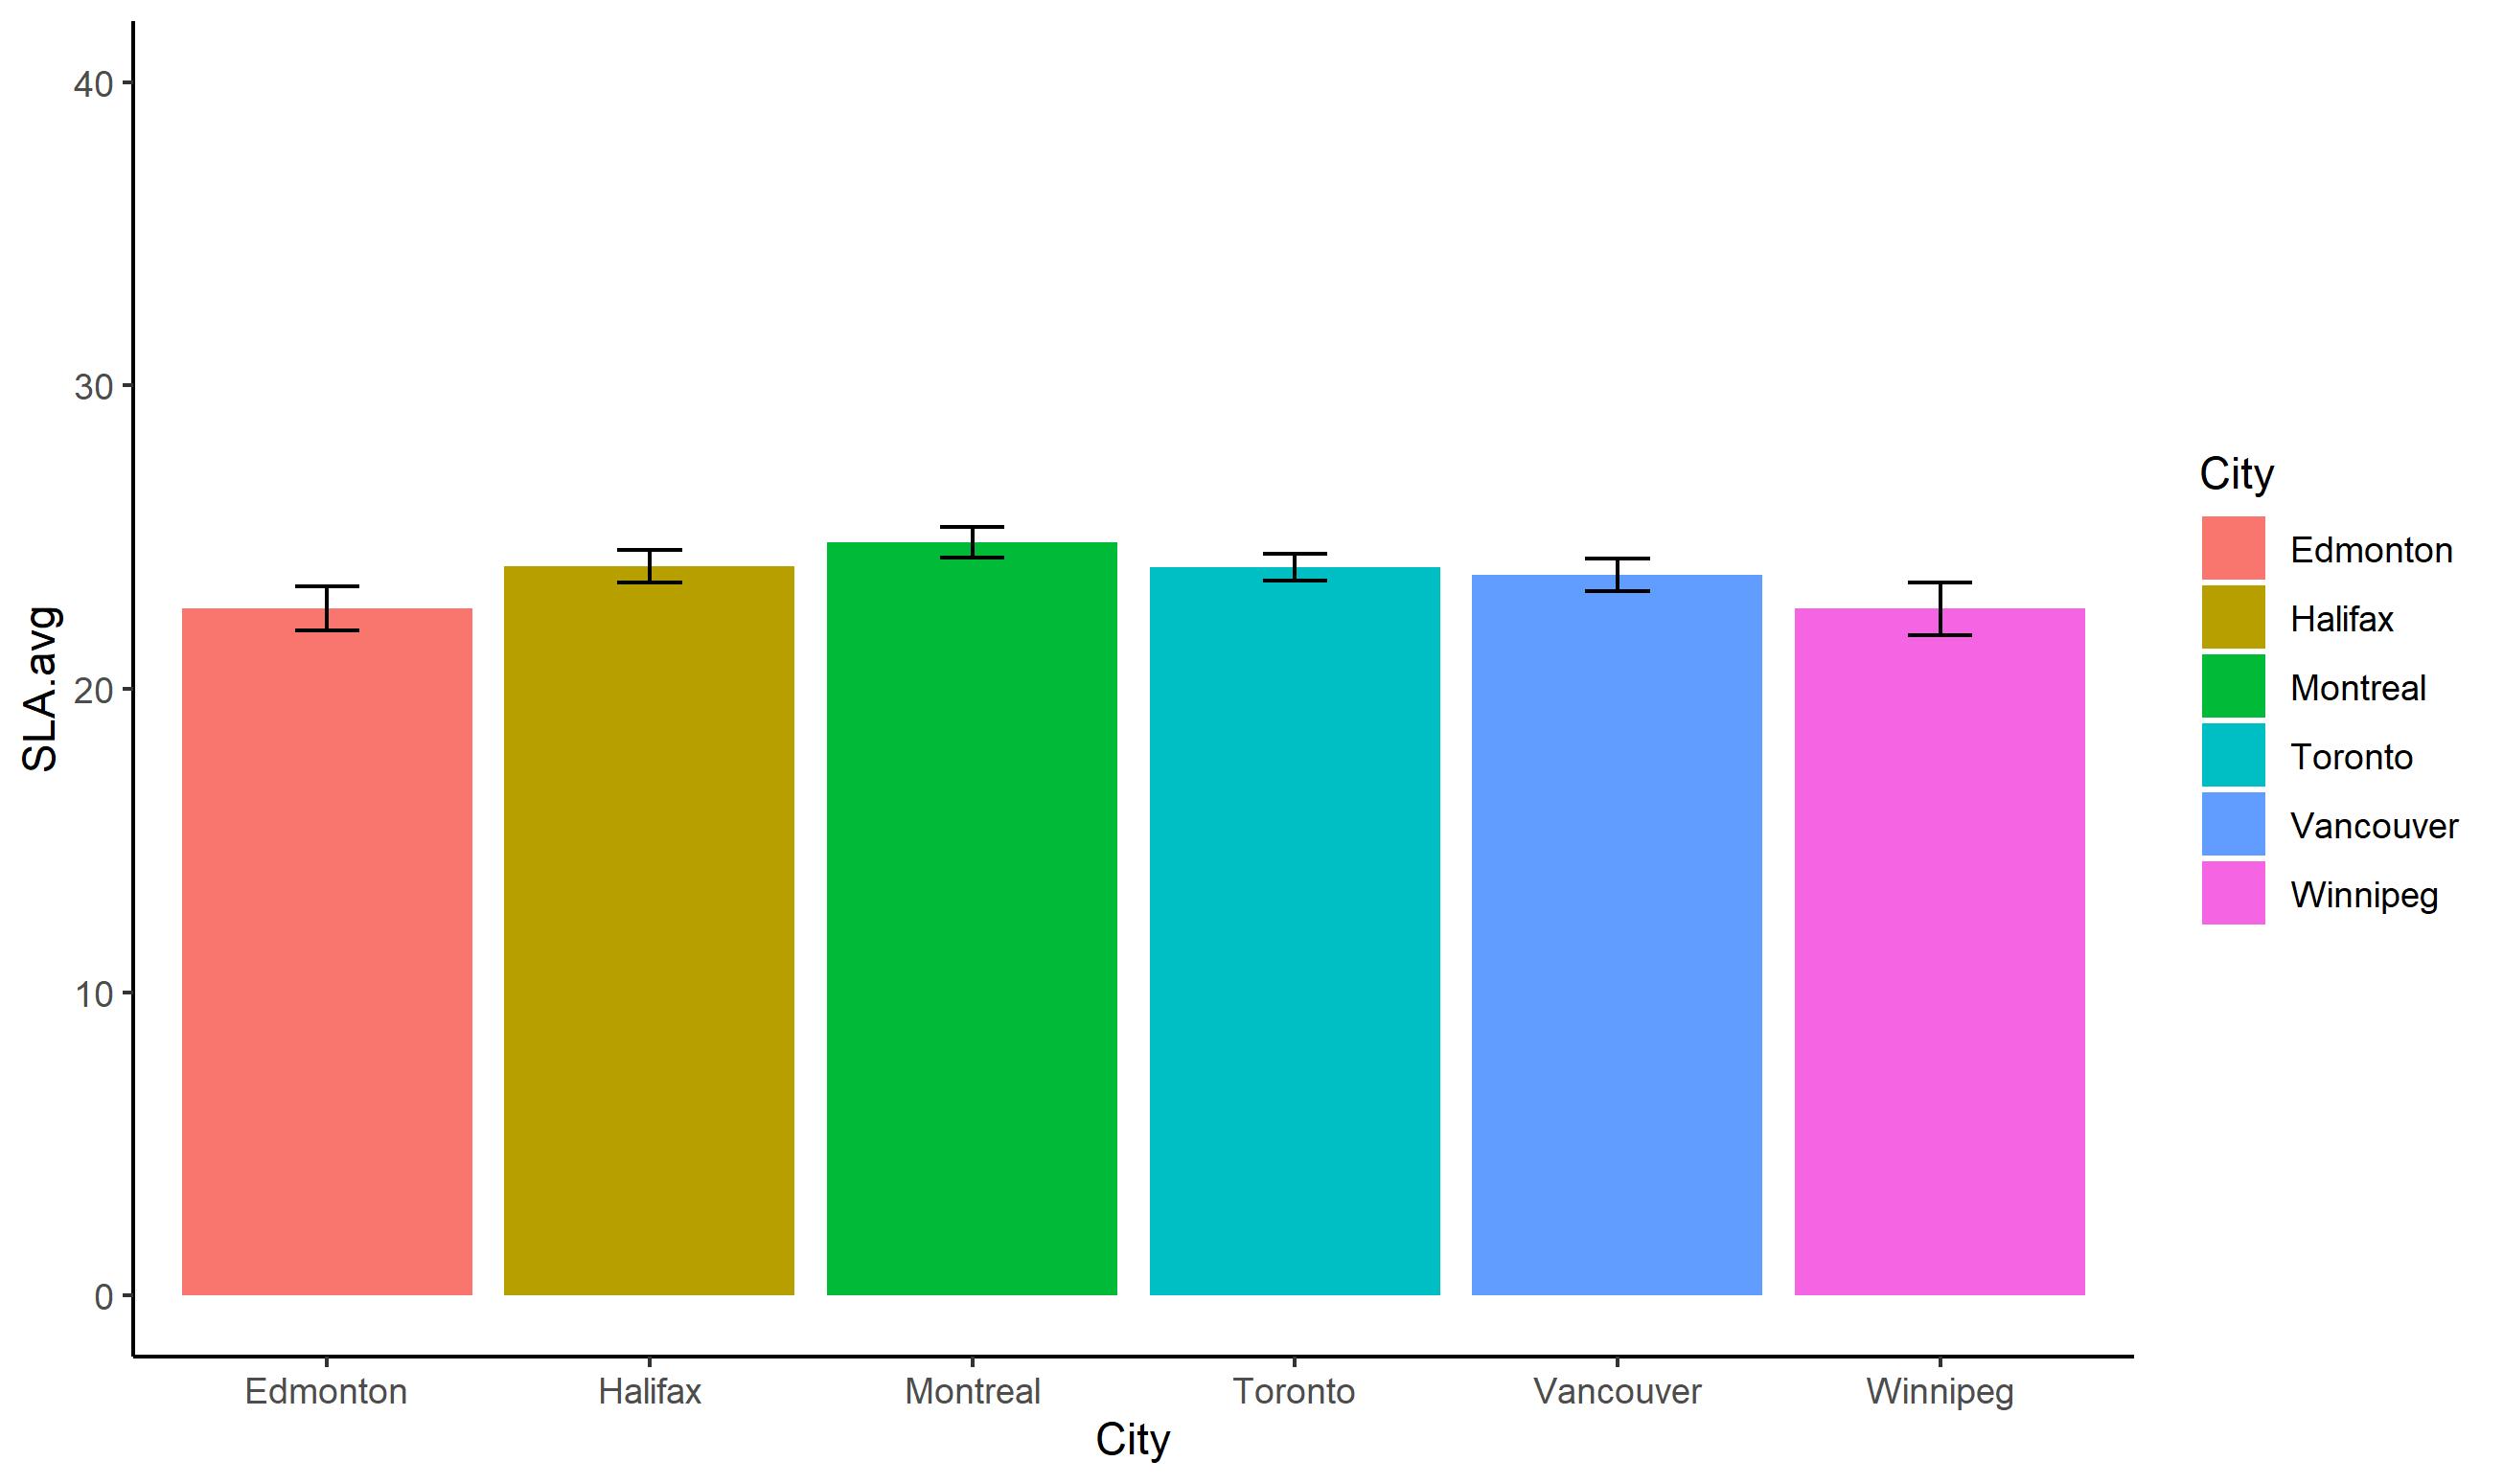 SLA.avg
40
30
20
10
0
Edmonton
Halifax
Montreal
Toronto
Vancouver
Winnipeg
City
City
Edmonton
Halifax
Montreal
Toronto
Vancouver
Winnipeg